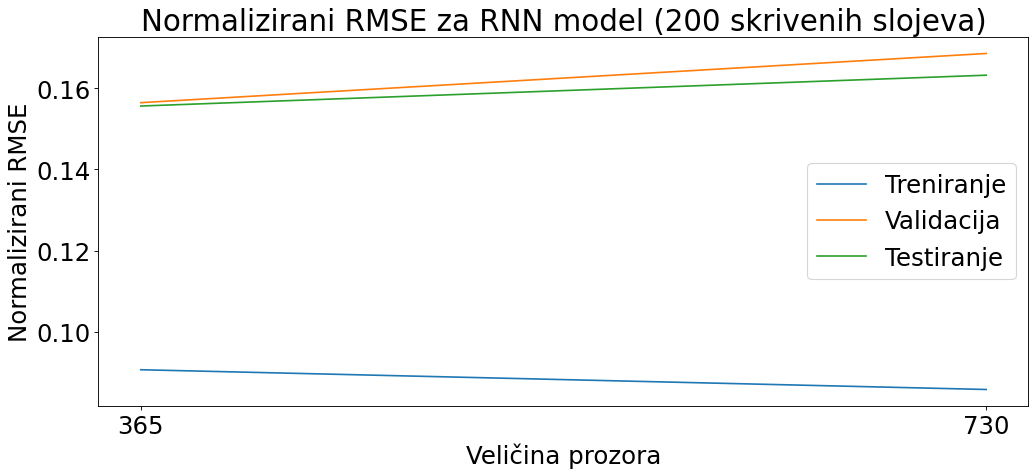 Normalizirani RMSE za RNN model (200 skrivenih slojeva)
Normalizirani RMSE
0.16
0.14
0.12
0.10
Treniranje
Validacija
Testiranje
365
730
Veličina prozora